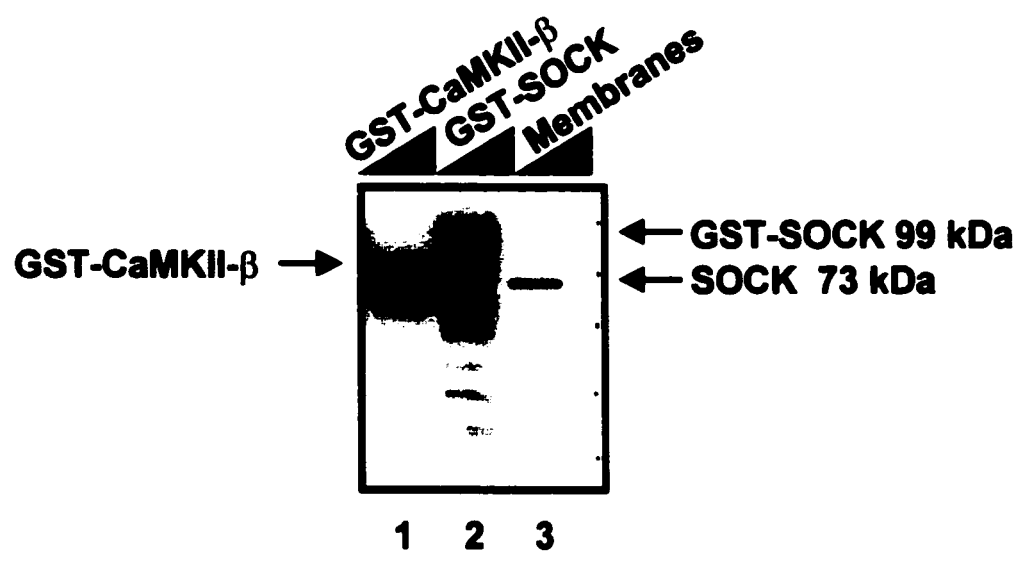 GST-CaMKII-β
GST-SOCK
Membranes
GST-CaMKII-β
GST-SOCK 99 kDa
SOCK 73 kDa
1 2 3